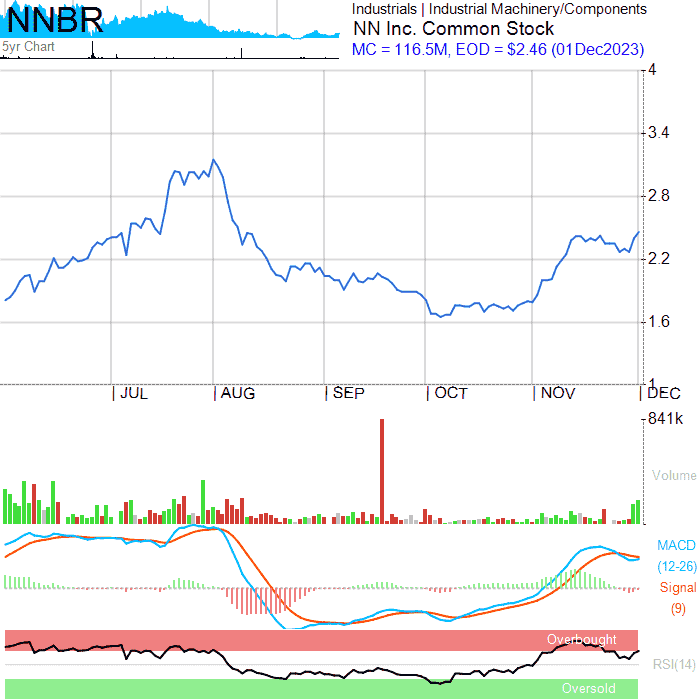 NNBR
5yr Chart
Industrials | Industrial Machinery/Components
NN Inc. Common Stock
MC = 116.5M, EOD = $2.46 (01Dec2023)
4
3.4
2.8
2.2
1.6
1
JUL
AUG
SEP
OCT
NOV
DEC
841k
Volume
MACD
(12-26)
Signal
(9)
Overbought
RSI(14)
Oversold